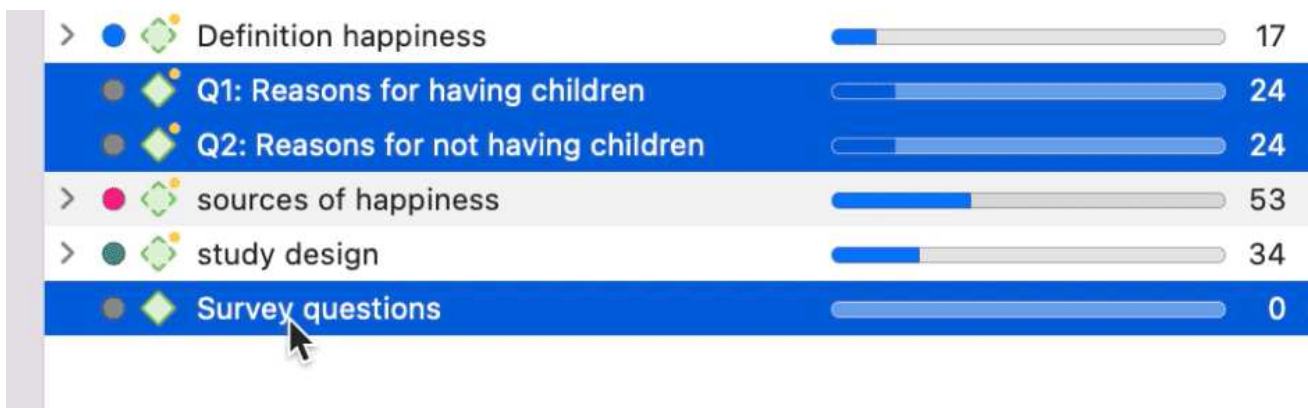 Definition happiness 17
Q1: Reasons for having children 24
Q2: Reasons for not having children 24
sources of happiness 53
study design 34
Survey questions 0